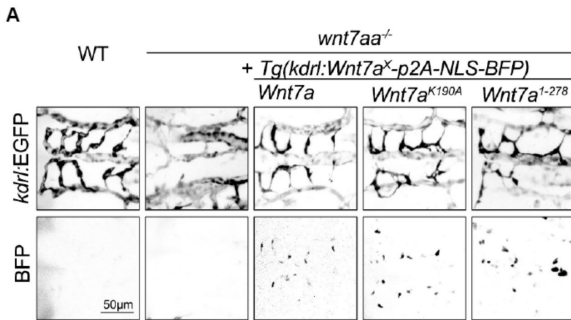 A
WT
wnt7aa-/-
+ Tg(kdrl:Wnt7aX-p2A-NLS-BFP)
Wnt7a Wnt7aK190A Wnt7a1-278
kdrl:EGFP
BFP
50µm